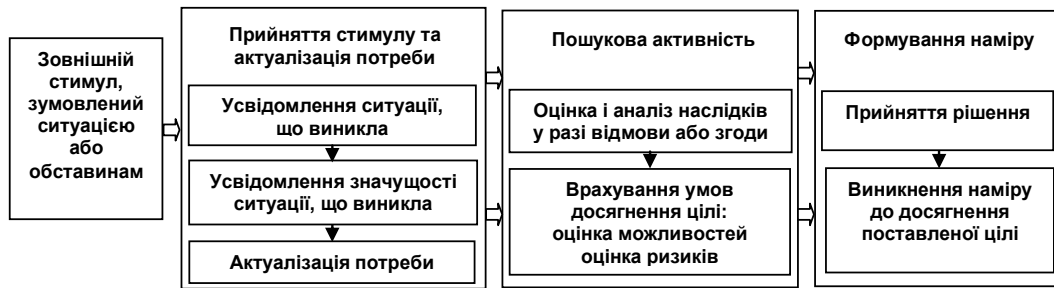 Зовнішній
стимул,
зумовлений
ситуацією
або
обставинам
Прийняття стимулу та
актуалізація потреби
Усвідомлення ситуації,
що виникла
Усвідомлення значущості
ситуації, що виникла
Актуалізація потреби
Пошукова активність
Оцінка і аналіз наслідків
у разі відмови або згоди
Врахування умов
досягнення цілі:
оцінка можливостей
оцінка ризиків
Формування наміру
Прийняття рішення
Виникнення наміру
до досягнення
поставленої цілі